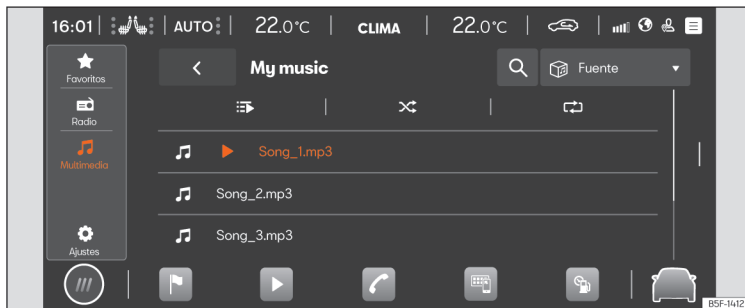 16:01 AUTO 22.0°C CLIMA 22.0°C
Favoritos
My music
Fuente
Radio
Multimedia
Song_1.mp3
Song_2.mp3
Song_3.mp3
Ajustes
B5F-1412